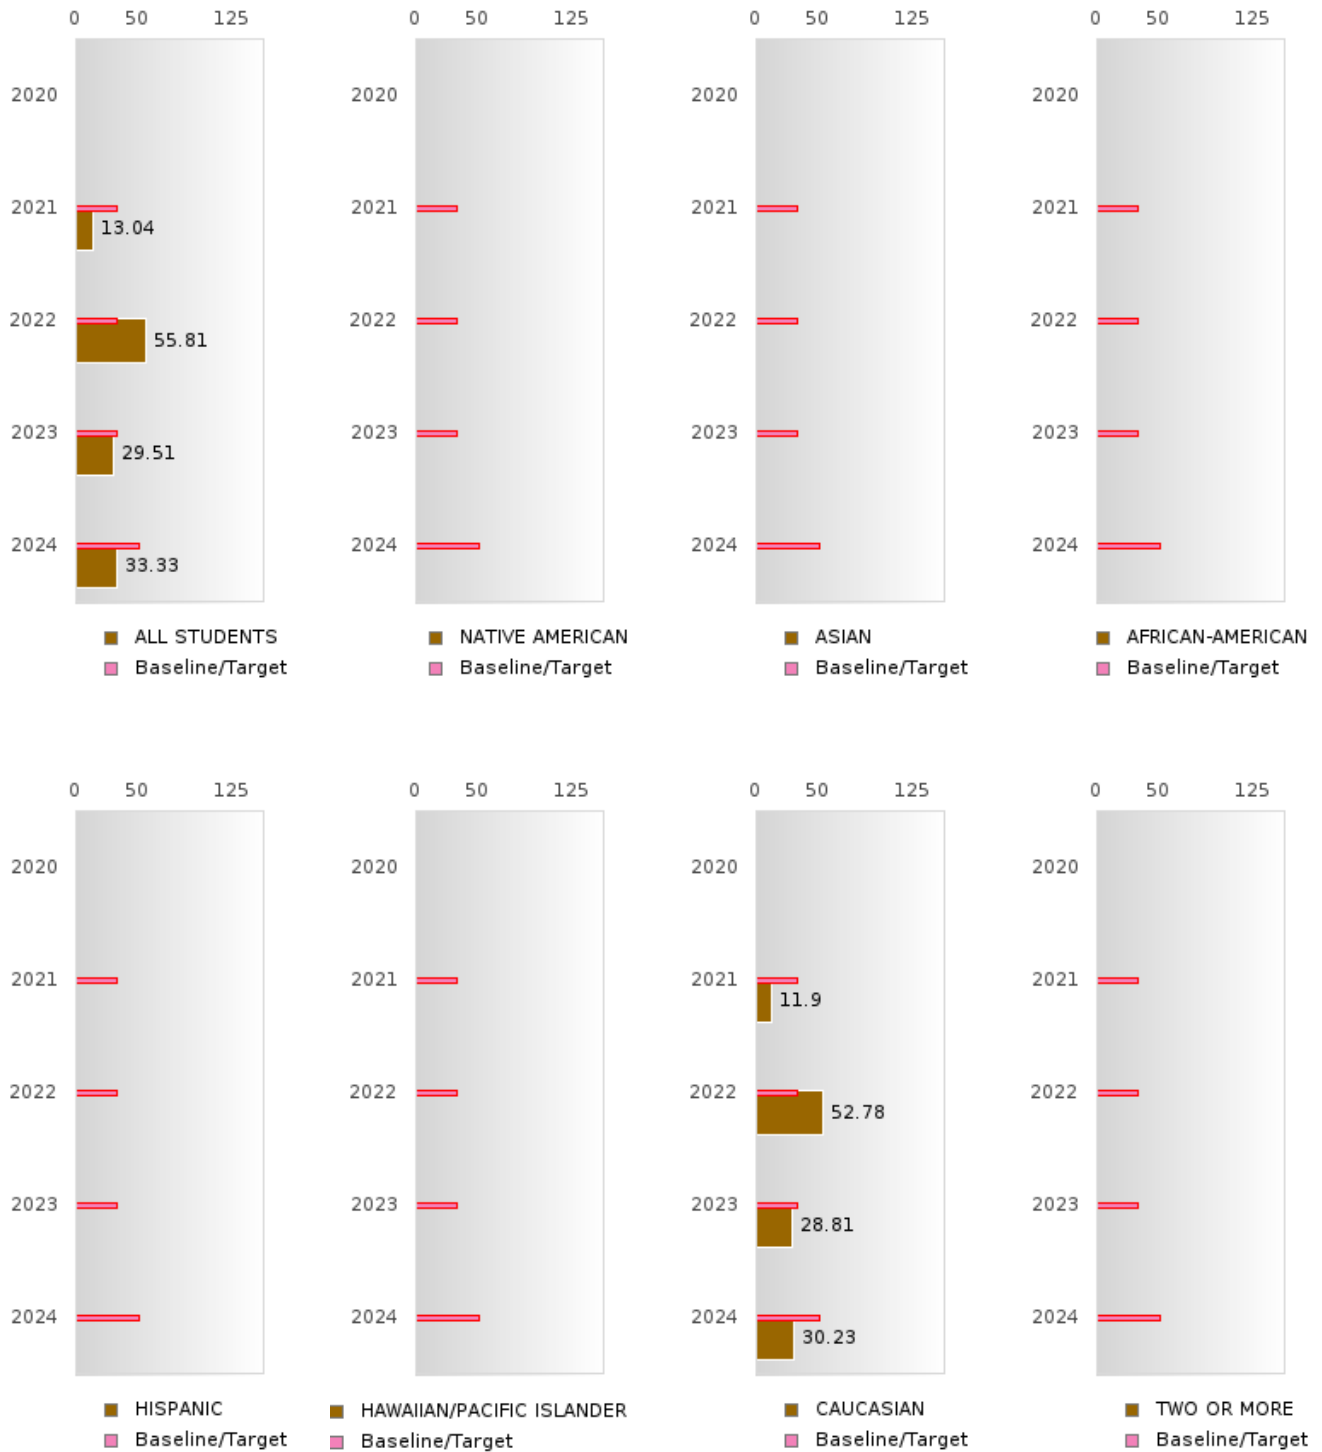 0 50 125 0 50 125 0 50 125 0 50 125
2020 2020 2020 2020
2021 13.04 2021 2021 2021
2022 55.81 2022 2022 2022
2023 29.51 2023 2023 2023
2024 33.33 2024 2024 2024
ALL STUDENTS NATIVE AMERICAN ASIAN AFRICAN-AMERICAN
Baseline/Target Baseline/Target Baseline/Target Baseline/Target
0 50 125 0 50 125 0 50 125 0 50 125
2020 2020 2020 2020
2021 2021 2021 11.9 2021
2022 2022 2022 52.78 2022
2023 2023 2023 28.81 2023
2024 2024 2024 30.23 2024
HISPANIC HAWAIIAN/PACIFIC ISLANDER CAUCASIAN TWO OR MORE
Baseline/Target Baseline/Target Baseline/Target Baseline/Target